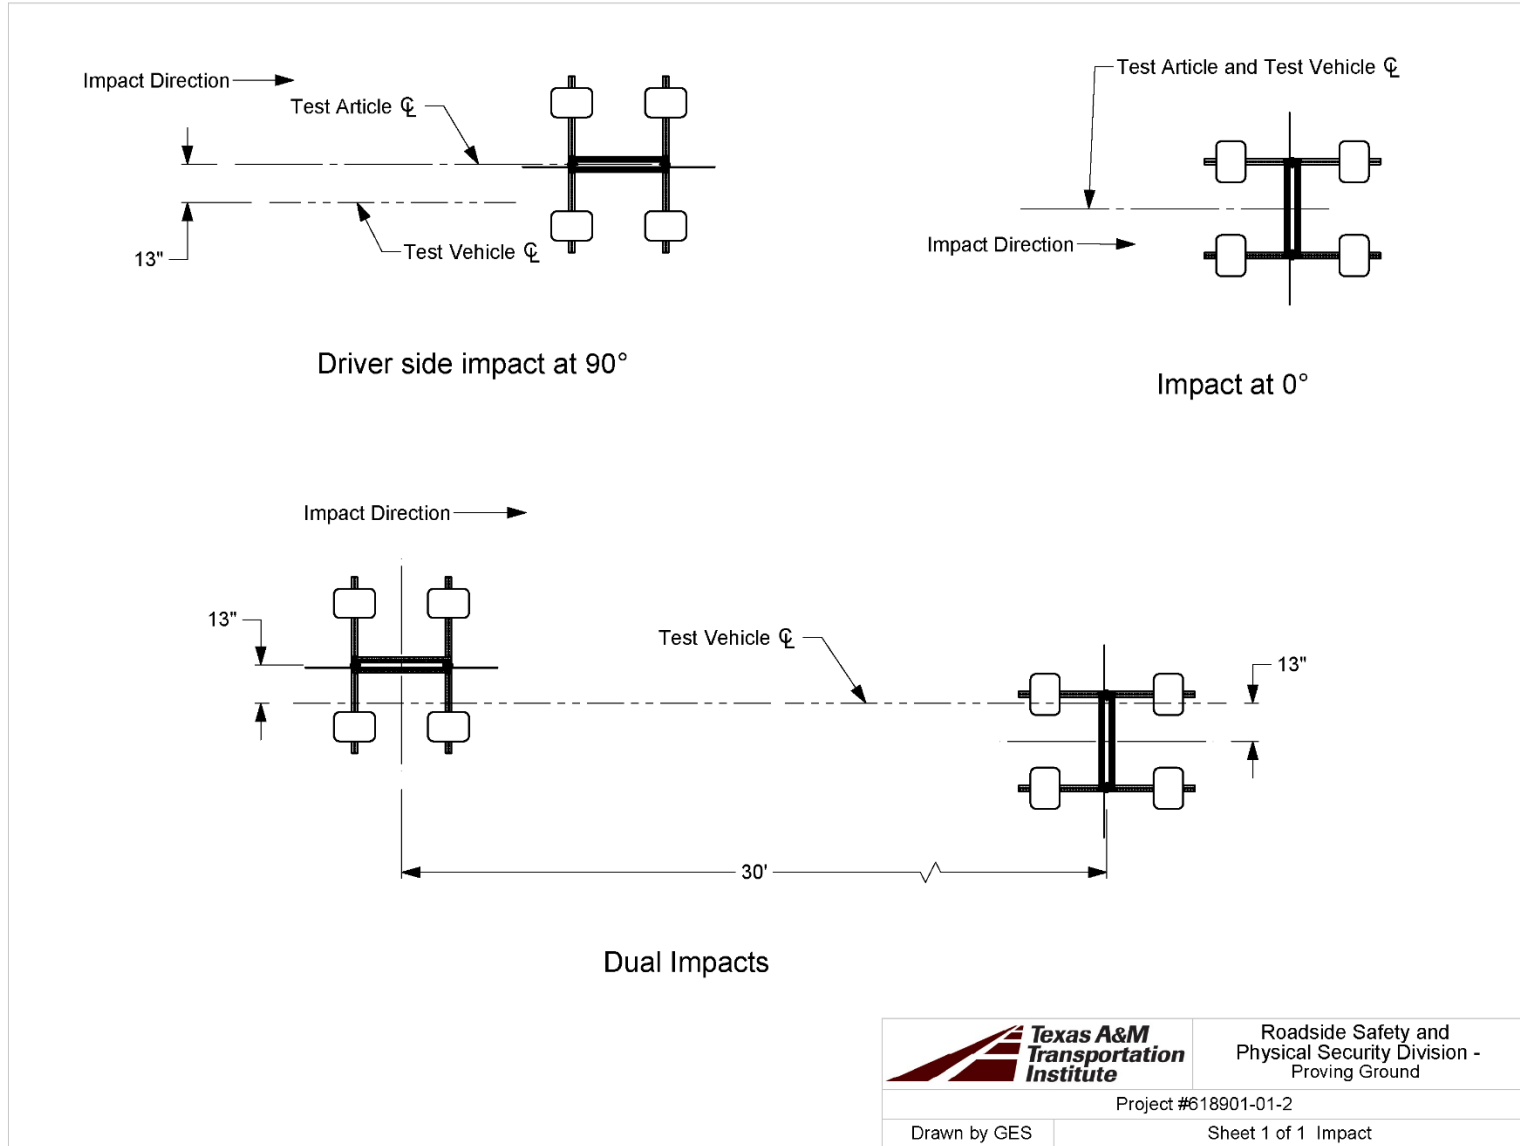 Impact Direction
Test Article ℄
13"
Test Vehicle ℄
Driver side impact at 90°
Test Article and Test Vehicle ℄
Impact Direction
Impact at 0°
Impact Direction
13"
Test Vehicle ℄
13"
30'
Dual Impacts
Texas A&M
Transportation
Institute
Roadside Safety and
Physical Security Division -
Proving Ground
Project #618901-01-2
Drawn by GES
Sheet 1 of 1 Impact